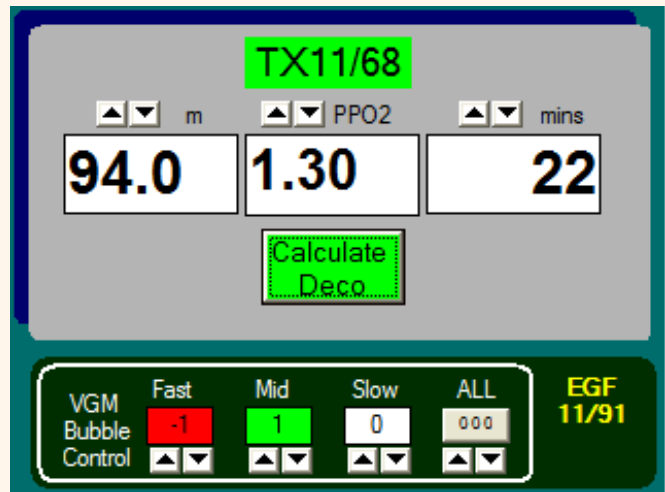 TX11/68
m PPO2 mins
94.0 1.30 22
Calculate
Deco
VGM
Bubble
Control
Fast Mid Slow ALL
-1 1 0 000
EGF
11/91